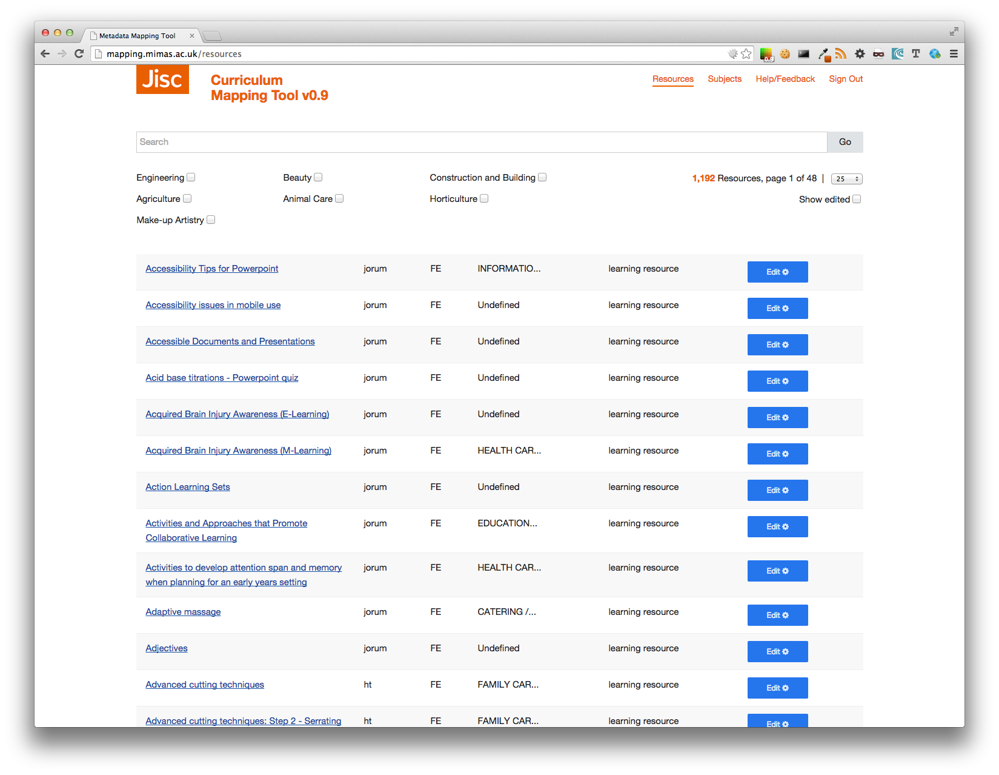 Metadata Mapping Tool
mapping.mimas.ac.uk/resources
0.9
T
Jisc
Curriculum
Mapping Tool v0.9
Resources Subjects Help/Feedback Sign Out
Search Go
Engineering Beauty Construction and Building 1,192 Resources, page 1 of 48 | 25
Agriculture Animal Care Horticulture Show edited
Make-up Artistry
Accessibility Tips for Powerpoint jorum FE INFORMATIO... learning resource Edit
Accessibility issues in mobile use jorum FE Undefined learning resource Edit
Accessible Documents and Presentations jorum FE Undefined learning resource Edit
Acid base titrations - Powerpoint quiz jorum FE Undefined learning resource Edit
Acquired Brain Injury Awareness (E-Learning) jorum FE Undefined learning resource Edit
Acquired Brain Injury Awareness (M-Learning) jorum FE HEALTH CAR... learning resource Edit
Action Learning Sets jorum FE Undefined learning resource Edit
Activities and Approaches that Promote jorum FE EDUCATION... learning resource Edit
Collaborative Learning
Activities to develop attention span and memory jorum FE HEALTH CAR... learning resource Edit
when planning for an early years setting
Adaptive massage jorum FE CATERING /... learning resource Edit
Adjectives jorum FE Undefined learning resource Edit
Advanced cutting techniques ht FE FAMILY CAR... learning resource Edit
Advanced cutting techniques: Step 2 - Serrating ht FE FAMILY CAR... learning resource Edit